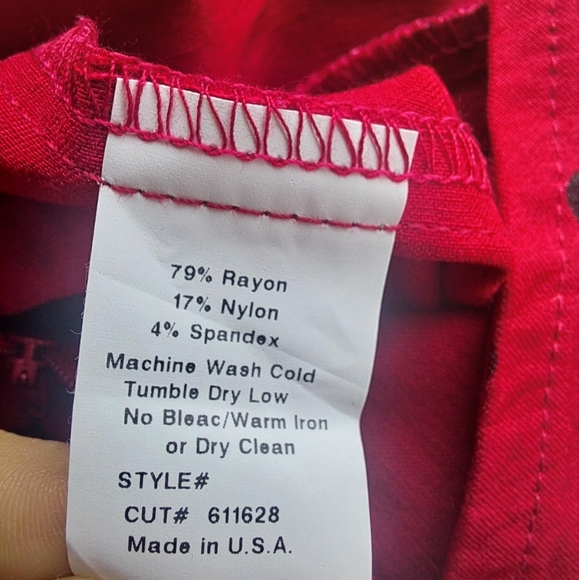 79% Rayon
17% Nylon
4% Spandex
Machine Wash Cold
Tumble Dry Low
No Bleac/Warm Iron
or Dry Clean
STYLE#
CUT# 611628
Made in U.S.A.